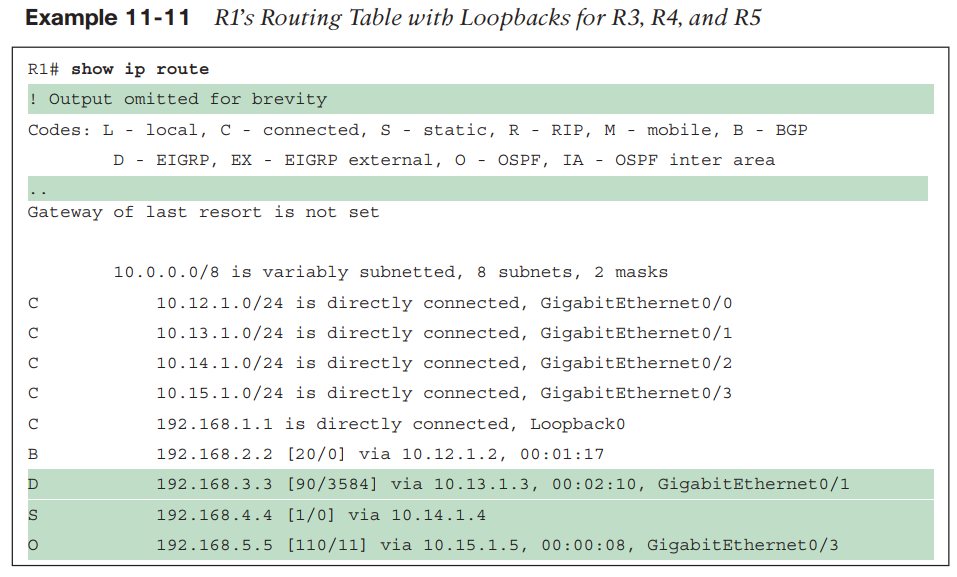 Example 11-11 R1's Routing Table with Loopbacks for R3, R4, and R5
R1# show ip route
! Output omitted for brevity
Codes: L - local, C - connected, S - static, R - RIP, M - mobile, B - BGP
D - EIGRP, EX - EIGRP external, O - OSPF, IA - OSPF inter area
..
Gateway of last resort is not set
10.0.0.0/8 is variably subnetted, 8 subnets, 2 masks
C 10.12.1.0/24 is directly connected, GigabitEthernet0/0
C 10.13.1.0/24 is directly connected, GigabitEthernet0/1
C 10.14.1.0/24 is directly connected, GigabitEthernet0/2
C 10.15.1.0/24 is directly connected, GigabitEthernet0/3
C 192.168.1.1 is directly connected, Loopback0
B 192.168.2.2 [20/0] via 10.12.1.2, 00:01:17
D 192.168.3.3 [90/3584] via 10.13.1.3, 00:02:10, GigabitEthernet0/1
S 192.168.4.4 [1/0] via 10.14.1.4
O 192.168.5.5 [110/11] via 10.15.1.5, 00:00:08, GigabitEthernet0/3